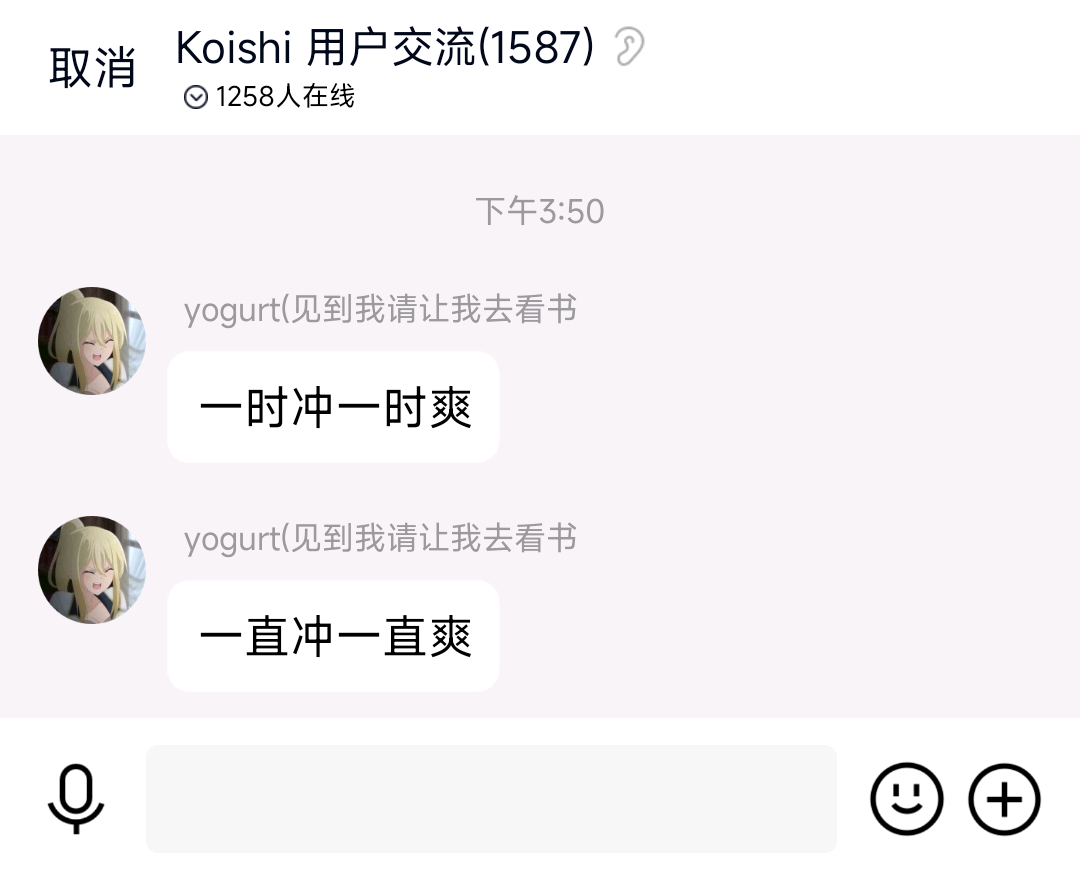 取消
Koishi 用户交流(1587)
1258人在线
下午3:50
yogurt(见到我请让我去看书
一时冲一时爽
yogurt(见到我请让我去看书
一直冲一直爽